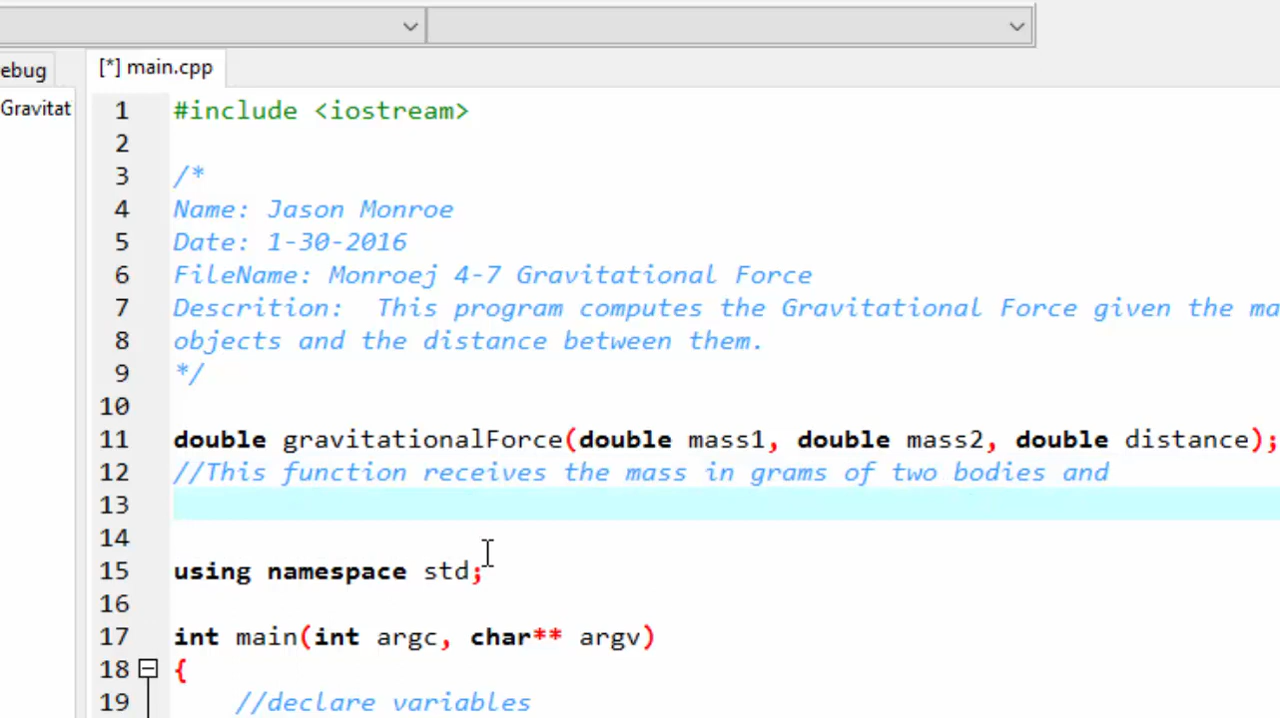 ebug
[*] main.cpp
Gravitat
1 #include <iostream>
2
3 /*
4 Name: Jason Monroe
5 Date: 1-30-2016
6 FileName: Monroej 4-7 Gravitational Force
7 Descrition:  This program computes the Gravitational Force given the ma
8 objects and the distance between them.
9 */
10
11 double gravitationalForce(double mass1, double mass2, double distance);
12 //This function receives the mass in grams of two bodies and
13
14
15 using namespace std;
16
17 int main(int argc, char** argv)
18 {
19 //declare variables